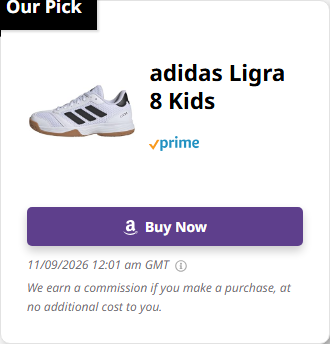 Our Pick
adidas Ligra
8 Kids
prime
Buy Now
11/09/2026 12:01 am GMT
We earn a commission if you make a purchase, at
no additional cost to you.